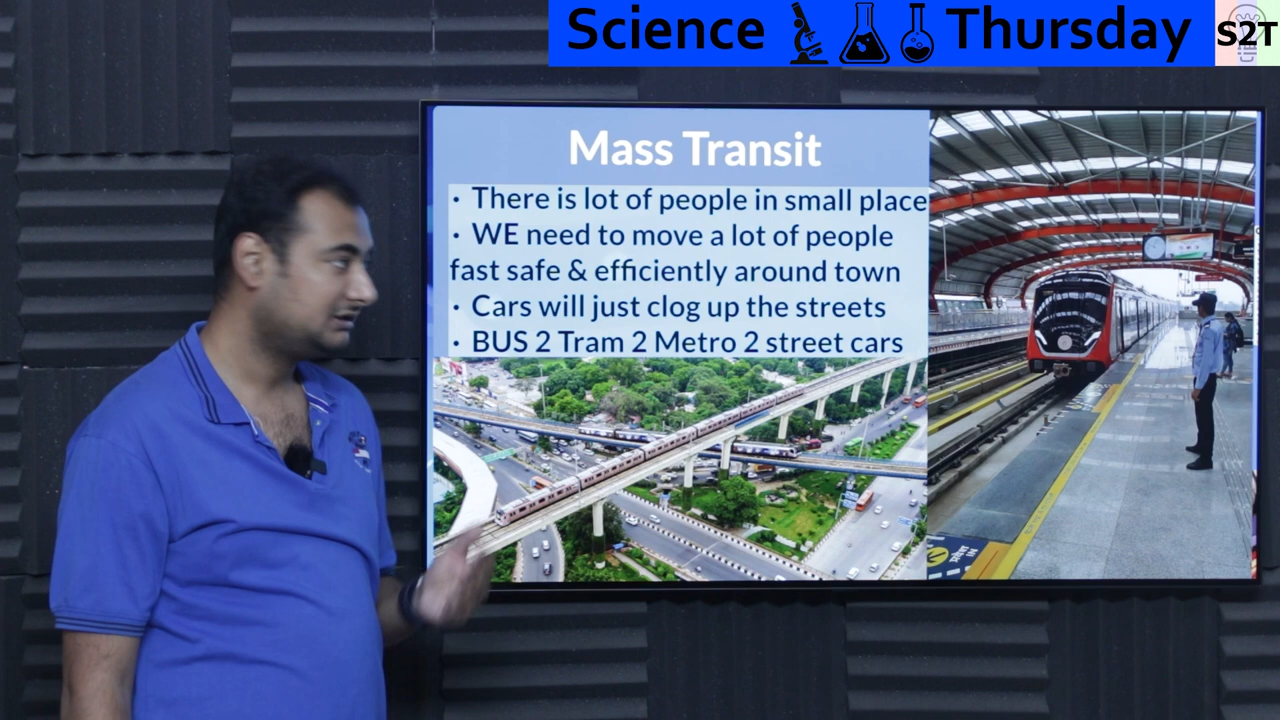 Science Thursday
S2T
Mass Transit
· There is lot of people in small place
· WE need to move a lot of people
fast safe & efficiently around town
· Cars will just clog up the streets
· BUS 2 Tram 2 Metro 2 street cars